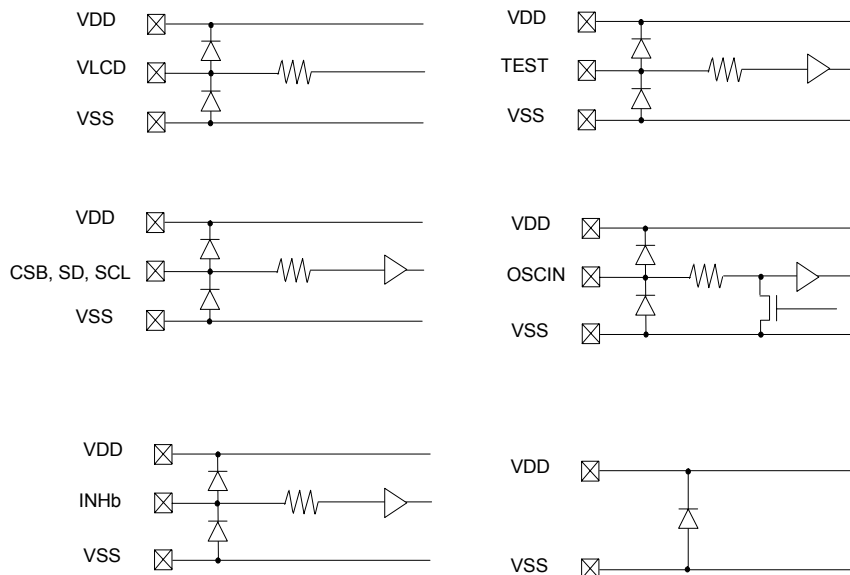 VDD
VLCD
VSS
VDD
TEST
VSS
VDD
CSB, SD, SCL
VSS
VDD
OSCIN
VSS
VDD
INHb
VSS
VDD
VSS